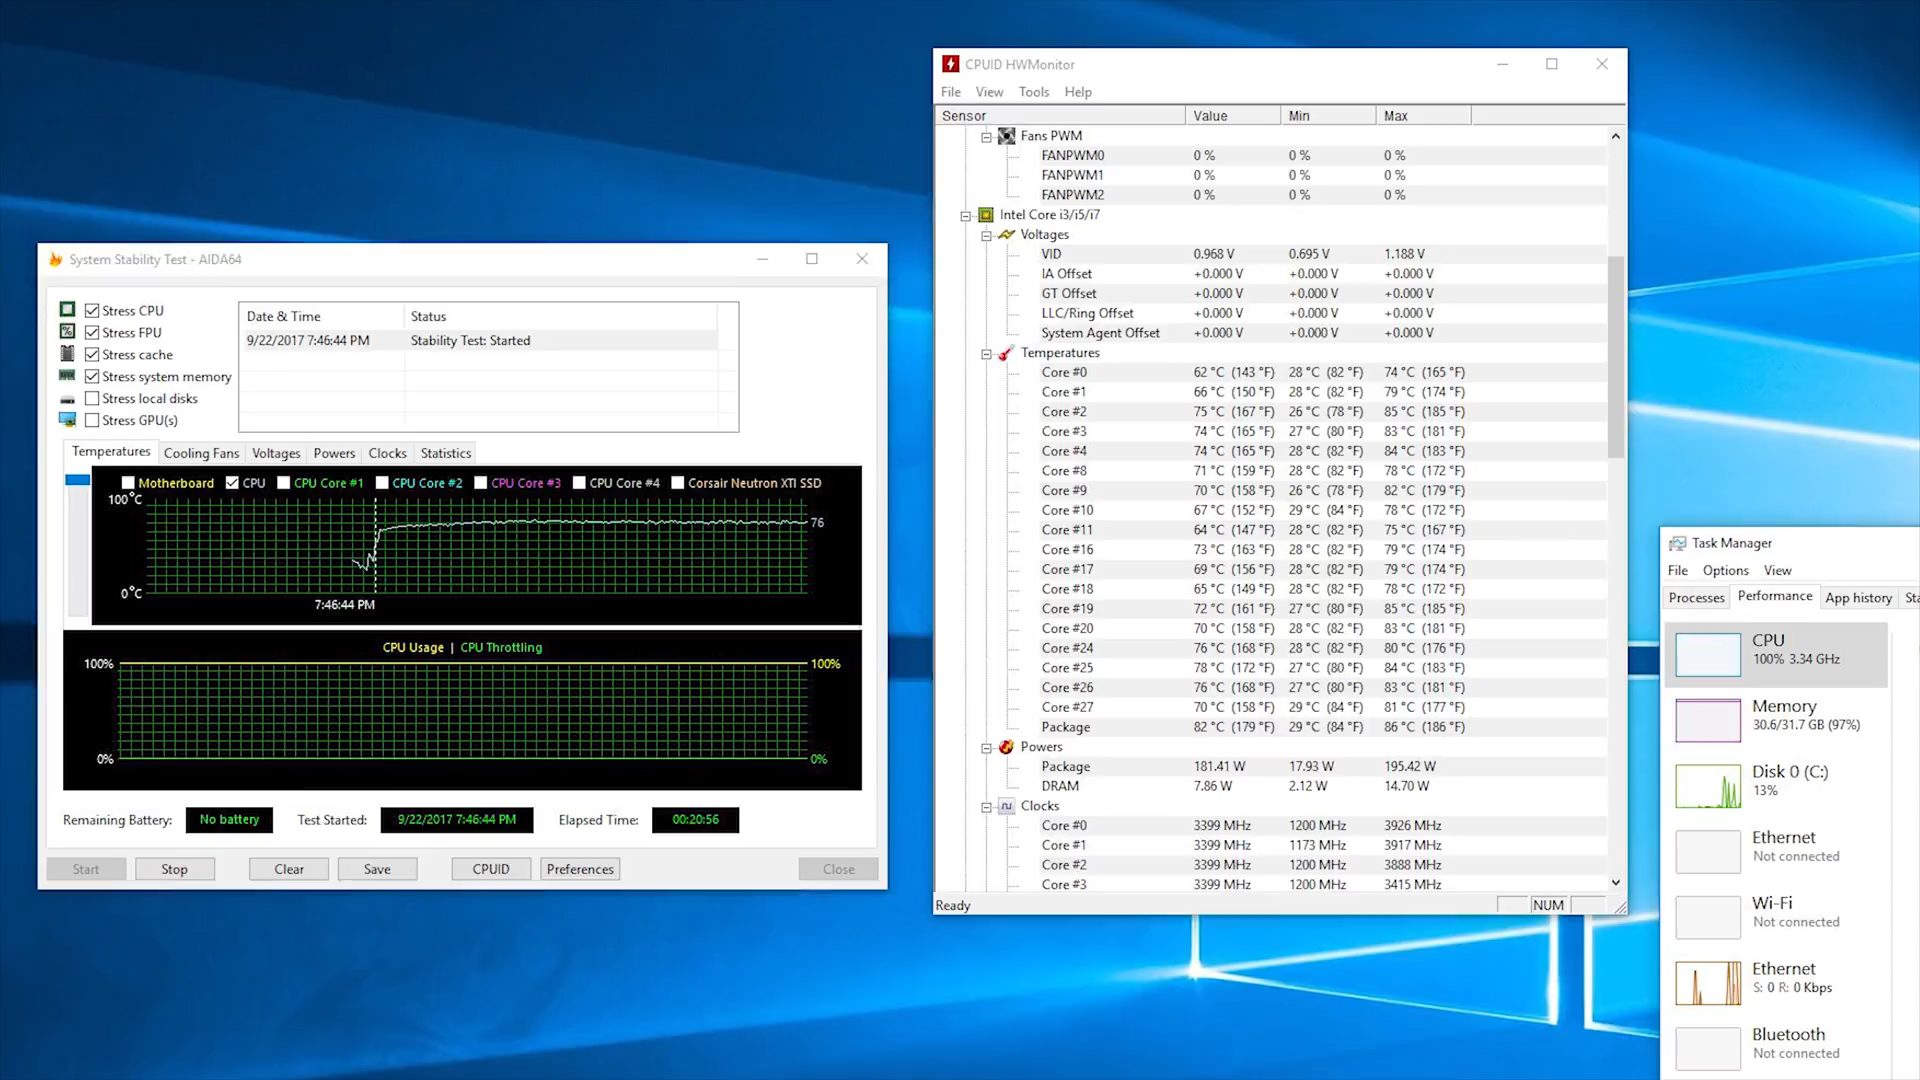 System Stability Test - AIDA64
Stress CPU
Stress FPU
Stress cache
Stress system memory
Stress local disks
Stress GPU(s)
Date & Time Status
9/22/2017 7:46:44 PM Stability Test: Started
Temperatures Cooling Fans Voltages Powers Clocks Statistics
Motherboard CPU CPU Core #1 CPU Core #2 CPU Core #3 CPU Core #4 Corsair Neutron XTI SSD
100°C
76
0°C
7:46:44 PM
CPU Usage | CPU Throttling
100% 100%
0% 0%
Remaining Battery: No battery Test Started: 9/22/2017 7:46:44 PM Elapsed Time: 00:20:56
Start Stop Clear Save CPUID Preferences Close
CPUID HWMonitor
File View Tools Help
Sensor Value Min Max
Fans PWM
FANPWM0 0 % 0 % 0 %
FANPWM1 0 % 0 % 0 %
FANPWM2 0 % 0 % 0 %
Intel Core i3/i5/i7
Voltages
VID 0.968 V 0.695 V 1.188 V
IA Offset +0.000 V +0.000 V +0.000 V
GT Offset +0.000 V +0.000 V +0.000 V
LLC/Ring Offset +0.000 V +0.000 V +0.000 V
System Agent Offset +0.000 V +0.000 V +0.000 V
Temperatures
Core #0 62 °C (143 °F) 28 °C (82 °F) 74 °C (165 °F)
Core #1 66 °C (150 °F) 28 °C (82 °F) 79 °C (174 °F)
Core #2 75 °C (167 °F) 26 °C (78 °F) 85 °C (185 °F)
Core #3 74 °C (165 °F) 27 °C (80 °F) 83 °C (181 °F)
Core #4 74 °C (165 °F) 28 °C (82 °F) 84 °C (183 °F)
Core #8 71 °C (159 °F) 28 °C (82 °F) 78 °C (172 °F)
Core #9 70 °C (158 °F) 26 °C (78 °F) 82 °C (179 °F)
Core #10 67 °C (152 °F) 29 °C (84 °F) 78 °C (172 °F)
Core #11 64 °C (147 °F) 28 °C (82 °F) 75 °C (167 °F)
Core #16 73 °C (163 °F) 28 °C (82 °F) 79 °C (174 °F)
Core #17 69 °C (156 °F) 28 °C (82 °F) 79 °C (174 °F)
Core #18 65 °C (149 °F) 28 °C (82 °F) 78 °C (172 °F)
Core #19 72 °C (161 °F) 27 °C (80 °F) 85 °C (185 °F)
Core #20 70 °C (158 °F) 28 °C (82 °F) 83 °C (181 °F)
Core #24 76 °C (168 °F) 28 °C (82 °F) 80 °C (176 °F)
Core #25 78 °C (172 °F) 27 °C (80 °F) 84 °C (183 °F)
Core #26 76 °C (168 °F) 27 °C (80 °F) 83 °C (181 °F)
Core #27 70 °C (158 °F) 29 °C (84 °F) 81 °C (177 °F)
Package 82 °C (179 °F) 29 °C (84 °F) 86 °C (186 °F)
Powers
Package 181.41 W 17.93 W 195.42 W
DRAM 7.86 W 2.12 W 14.70 W
Clocks
Core #0 3399 MHz 1200 MHz 3926 MHz
Core #1 3399 MHz 1173 MHz 3917 MHz
Core #2 3399 MHz 1200 MHz 3888 MHz
Core #3 3399 MHz 1200 MHz 3415 MHz
Ready NUM
Task Manager
File Options View
Processes Performance App history Sta
CPU
100% 3.34 GHz
Memory
30.6/31.7 GB (97%)
Disk 0 (C:)
13%
Ethernet
Not connected
Wi-Fi
Not connected
Ethernet
S: 0 R: 0 Kbps
Bluetooth
Not connected